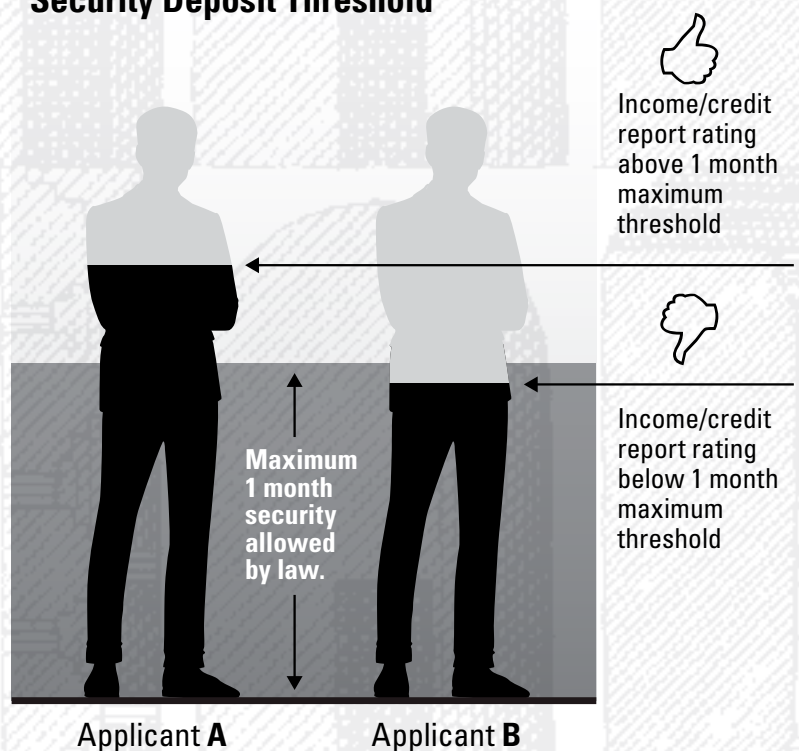 Security Deposit Threshold
Income/credit
report rating
above 1 month
maximum
threshold
Maximum
1 month
security
allowed
by law.
Income/credit
report rating
below 1 month
maximum
threshold
Applicant A
Applicant B